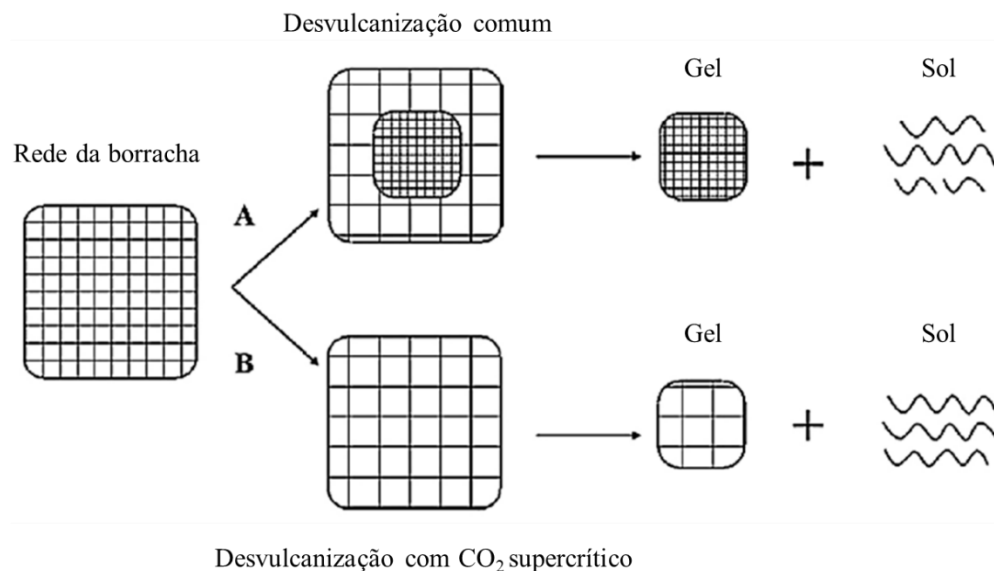 Desvulcanização comum
Gel
Sol
Rede da borracha
A
+
B
Gel
Sol
+
Desvulcanização com CO₂ supercrítico